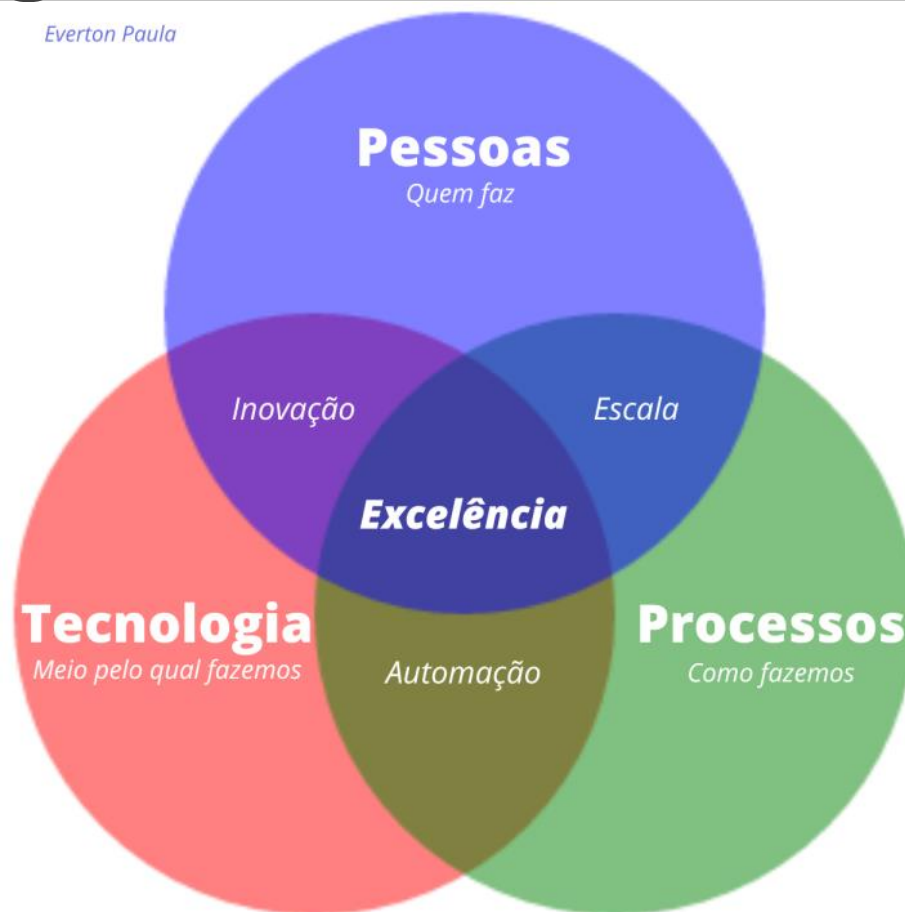 Everton Paula
Pessoas
Quem faz
Inovação
Escala
Excelência
Tecnologia
Meio pelo qual fazemos
Processos
Como fazemos
Automação